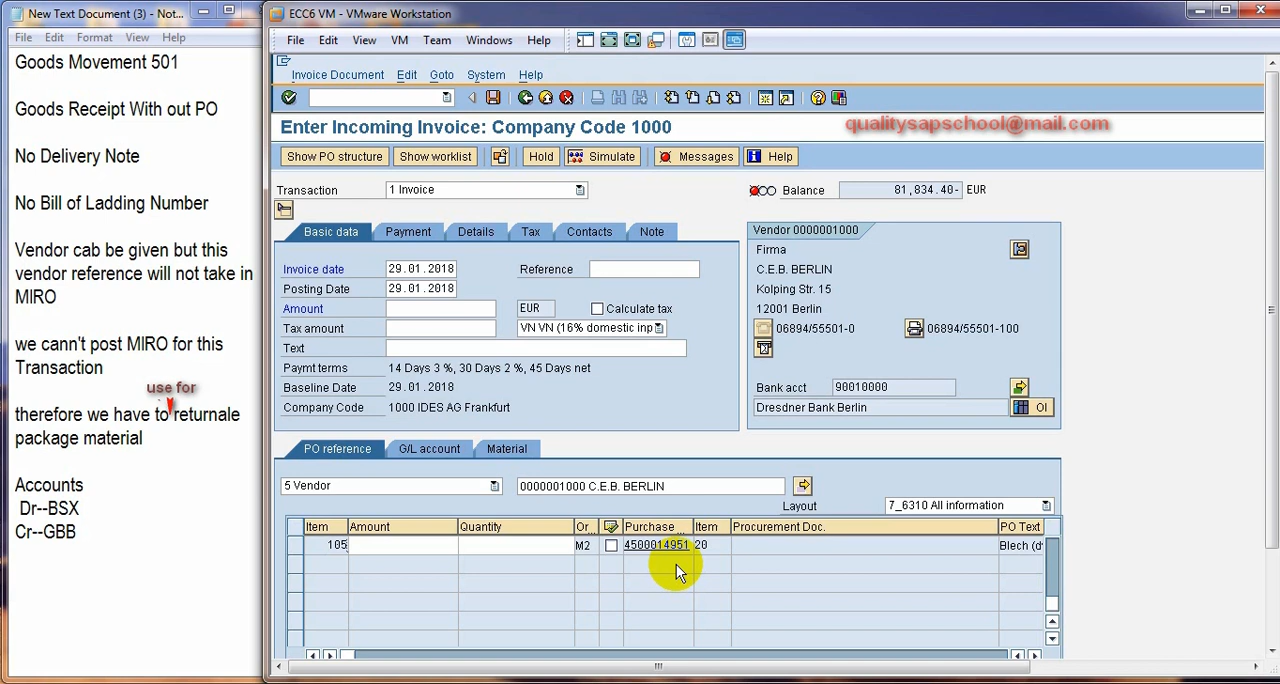 New Text Document (3) - Not...
File Edit Format View Help
Goods Movement 501
Goods Receipt With out PO
No Delivery Note
No Bill of Ladding Number
Vendor cab be given but this
vendor reference will not take in
MIRO
we cann't post MIRO for this
Transaction
use for
therefore we have to returnale
package material
Accounts
Dr--BSX
Cr--GBB
ECC6 VM - VMware Workstation
File Edit View VM Team Windows Help
Invoice Document Edit Goto System Help
Enter Incoming Invoice: Company Code 1000
qualitysapschool@mail.com
Show PO structure Show worklist Hold Simulate Messages Help
Transaction 1 Invoice Balance 81,834.40- EUR
Basic data Payment Details Tax Contacts Note
Invoice date 29.01.2018 Reference
Posting Date 29.01.2018
Amount EUR Calculate tax
Tax amount VN VN (16% domestic inp
Text
Paymt terms 14 Days 3 %, 30 Days 2 %, 45 Days net
Baseline Date 29.01.2018
Company Code 1000 IDES AG Frankfurt
Vendor 0000001000
Firma
C.E.B. BERLIN
Kolping Str. 15
12001 Berlin
06894/55501-0 06894/55501-100
Bank acct 90010000
Dresdner Bank Berlin OI
PO reference G/L account Material
5 Vendor 0000001000 C.E.B. BERLIN
Layout 7_6310 All information
Item Amount Quantity Or... Purchase... Item Procurement Doc. PO Text
105 M2 4500014951 20 Blech (d